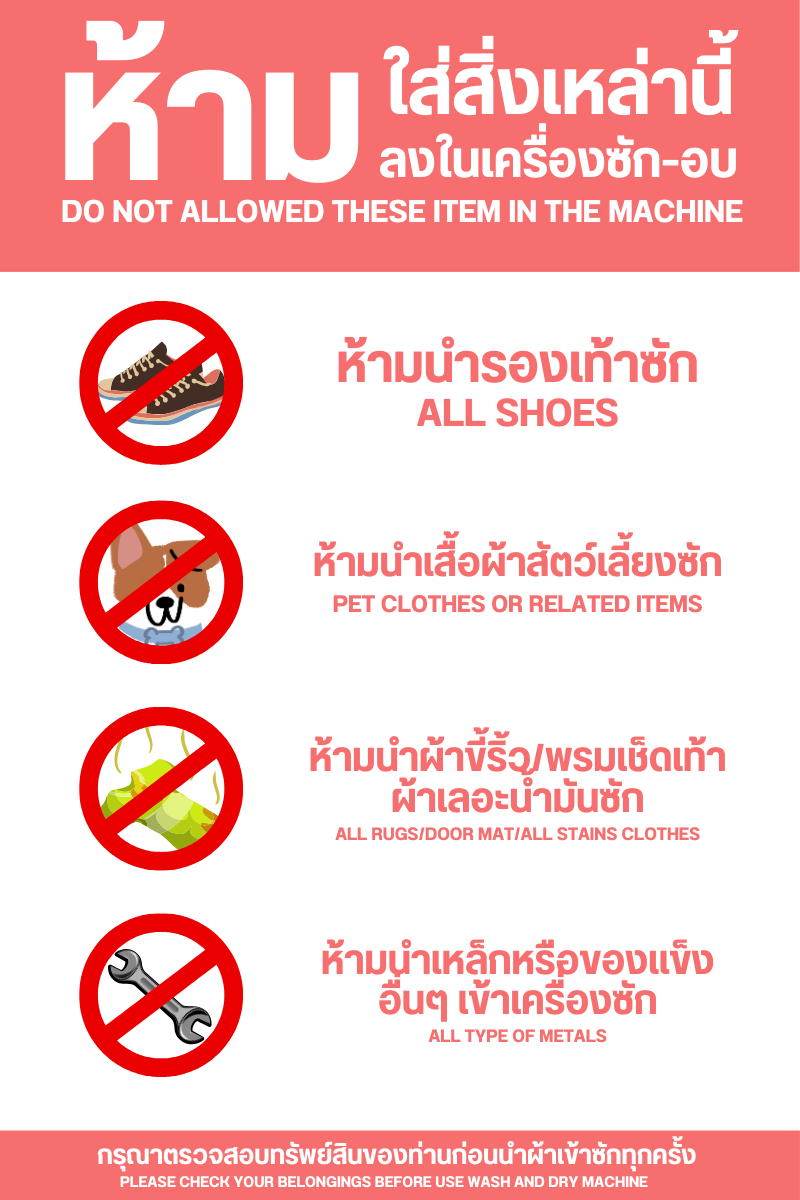 ห้าม ใส่สิ่งเหล่านี้
ลงในเครื่องซัก-อบ
DO NOT ALLOWED THESE ITEM IN THE MACHINE
ห้ามนำรองเท้าซัก
ALL SHOES
ห้ามนำเสื้อผ้าสัตว์เลี้ยงซัก
PET CLOTHES OR RELATED ITEMS
ห้ามนำผ้าขี้ริ้ว/พรมเช็ดเท้า
ผ้าเลอะน้ำมันซัก
ALL RUGS/DOOR MAT/ALL STAINS CLOTHES
ห้ามนำเหล็กหรือของแข็ง
อื่นๆ เข้าเครื่องซัก
ALL TYPE OF METALS
กรุณาตรวจสอบทรัพย์สินของท่านก่อนนำผ้าเข้าซักทุกครั้ง
PLEASE CHECK YOUR BELONGINGS BEFORE USE WASH AND DRY MACHINE